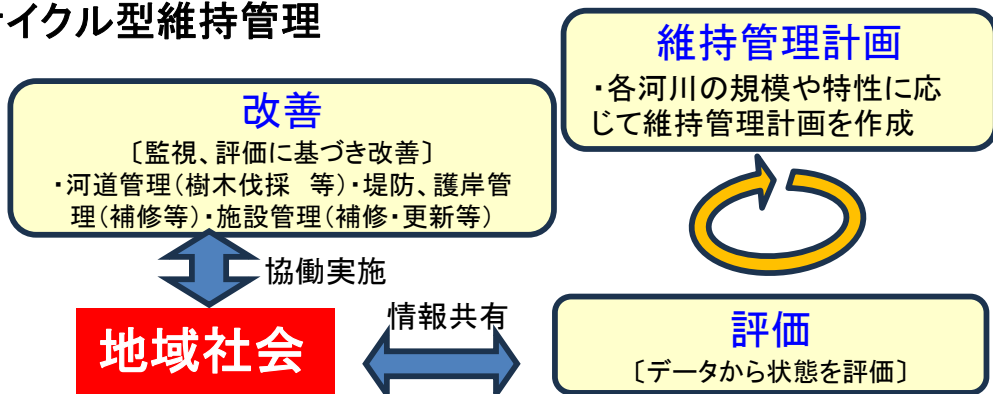 イクル型維持管理
維持管理計画
・各河川の規模や特性に応
じて維持管理計画を作成
改善
〔監視、評価に基づき改善〕
・河道管理(樹木伐採　等)・堤防、護岸管
理(補修等)・施設管理(補修・更新等)
協働実施
地域社会
情報共有
評価
〔データから状態を評価〕